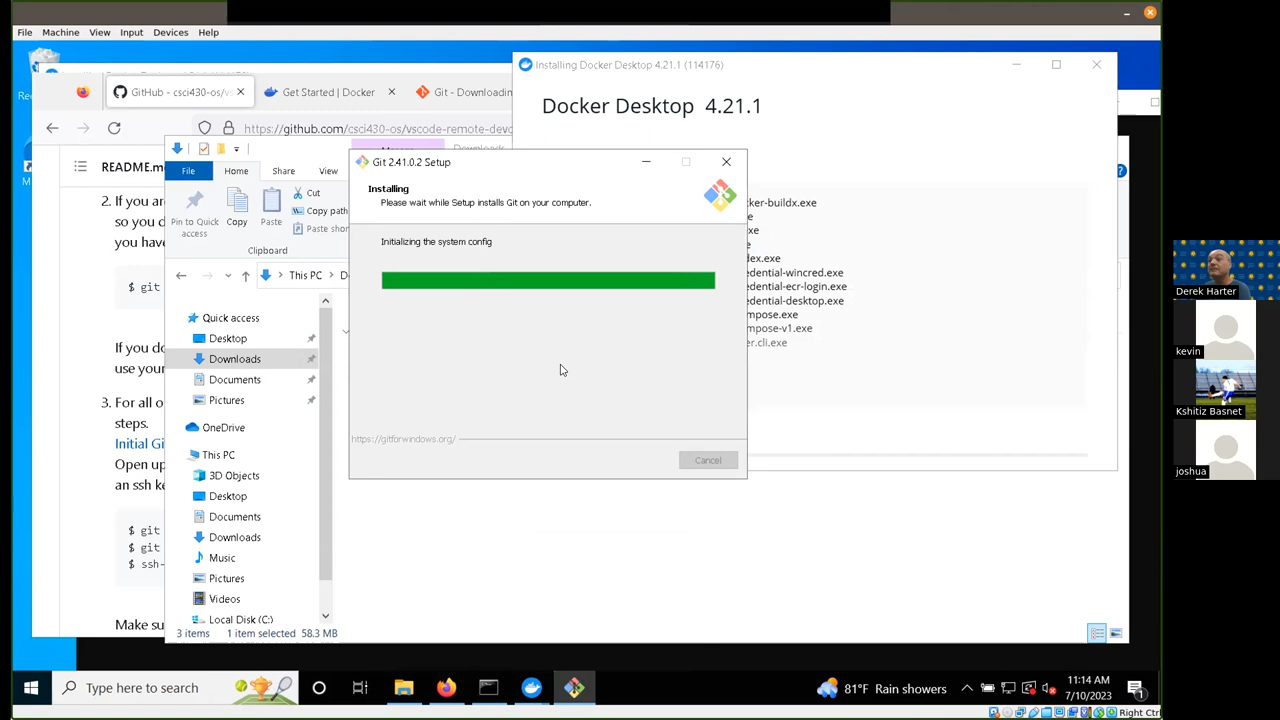 File Machine View Input Devices Help
Installing Docker Desktop 4.21.1 (114176)
GitHub - csci430-os/vs
Get Started | Docker
Git - Downloadin
Docker Desktop 4.21.1
https://github.com/csci430-os/vscode-remote-devc
README.m
Downloads
2. If you are
so you d
you have
$ git
If you do
use your
3. For all o
steps.
Initial Gi
Open up
an ssh ke
$ git
$ git
$ ssh-
Make su
File Home Share View
Pin to Quick
access
Copy
Paste
Cut
Copy path
Paste shor
Clipboard
This PC
Quick access
Desktop
Downloads
Documents
Pictures
OneDrive
This PC
3D Objects
Desktop
Documents
Downloads
Music
Pictures
Videos
Local Disk (C:)
3 items 1 item selected 58.3 MB
Git 2.41.0.2 Setup
Installing
Please wait while Setup installs Git on your computer.
Initializing the system config
https://gitforwindows.org/
Cancel
cker-buildx.exe
dex.exe
edential-wincred.exe
edential-ecr-login.exe
edential-desktop.exe
mpose.exe
mpose-v1.exe
er.cli.exe
Derek Harter
kevin
Kshitiz Basnet
joshua
Type here to search
81°F Rain showers
11:14 AM
7/10/2023
1
Right Ctrl